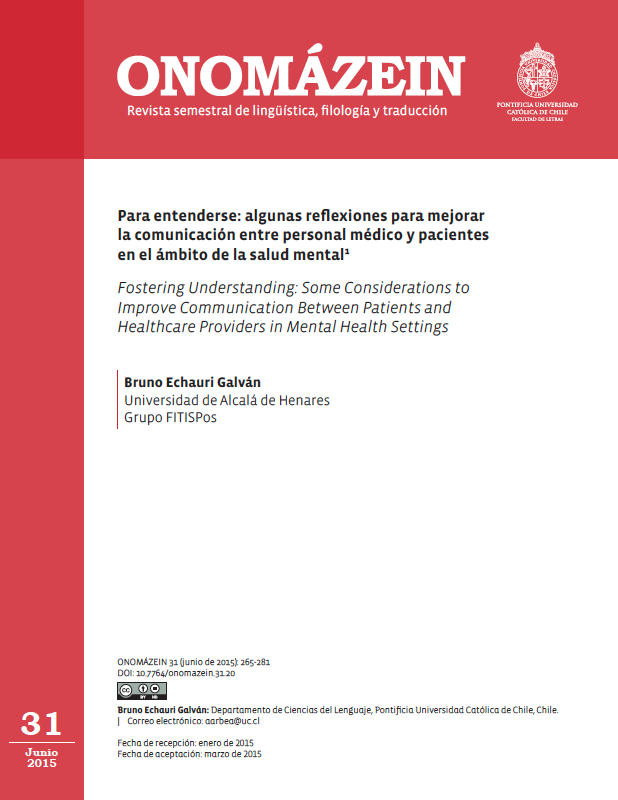 ONOMÁZEIN
Revista semestral de lingüística, filología y traducción
PONTIFICIA UNIVERSIDAD
CATÓLICA DE CHILE
FACULTAD DE LETRAS
Para entenderse: algunas reflexiones para mejorar
la comunicación entre personal médico y pacientes
en el ámbito de la salud mental¹
Fostering Understanding: Some Considerations to
Improve Communication Between Patients and
Healthcare Providers in Mental Health Settings
Bruno Echauri Galván
Universidad de Alcalá de Henares
Grupo FITISPos
ONOMÁZEIN 31 (junio de 2015): 265-281
DOI: 10.7764/onomazein.31.20
cc
BY
Bruno Echauri Galván: Departamento de Ciencias del Lenguaje, Pontificia Universidad Católica de Chile, Chile.
| Correo electrónico: aarbea@uc.cl
Fecha de recepción: enero de 2015
Fecha de aceptación: marzo de 2015
31
Junio
2015